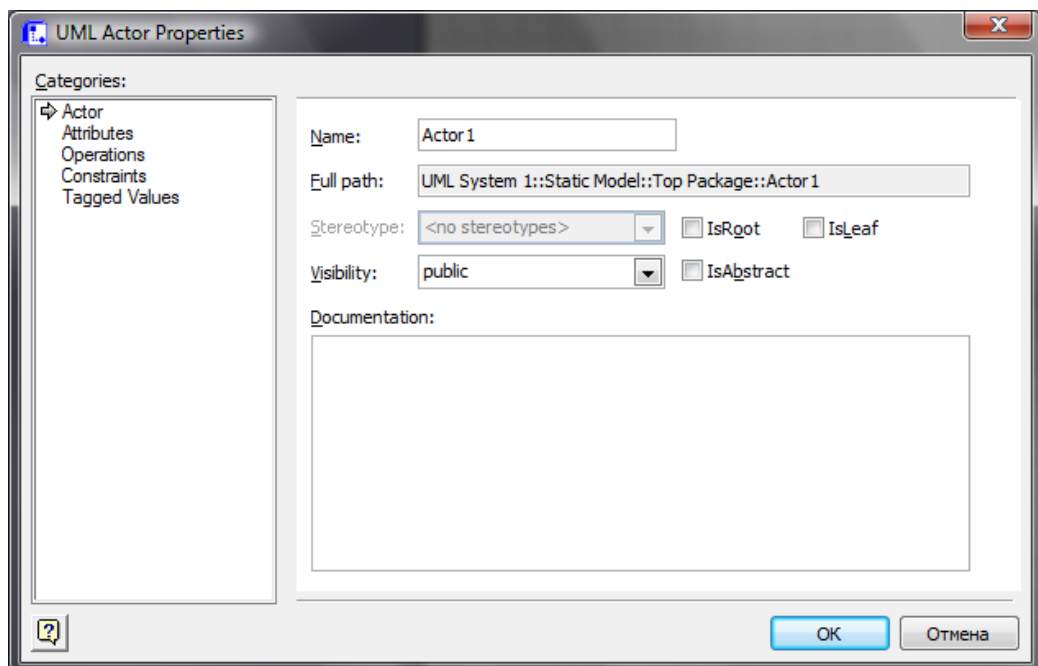 UML Actor Properties
Categories:
Actor
Attributes
Operations
Constraints
Tagged Values
Name: Actor1
Full path: UML System 1::Static Model::Top Package::Actor1
Stereotype: <no stereotypes> IsRoot IsLeaf
Visibility: public IsAbstract
Documentation:
OK Отмена